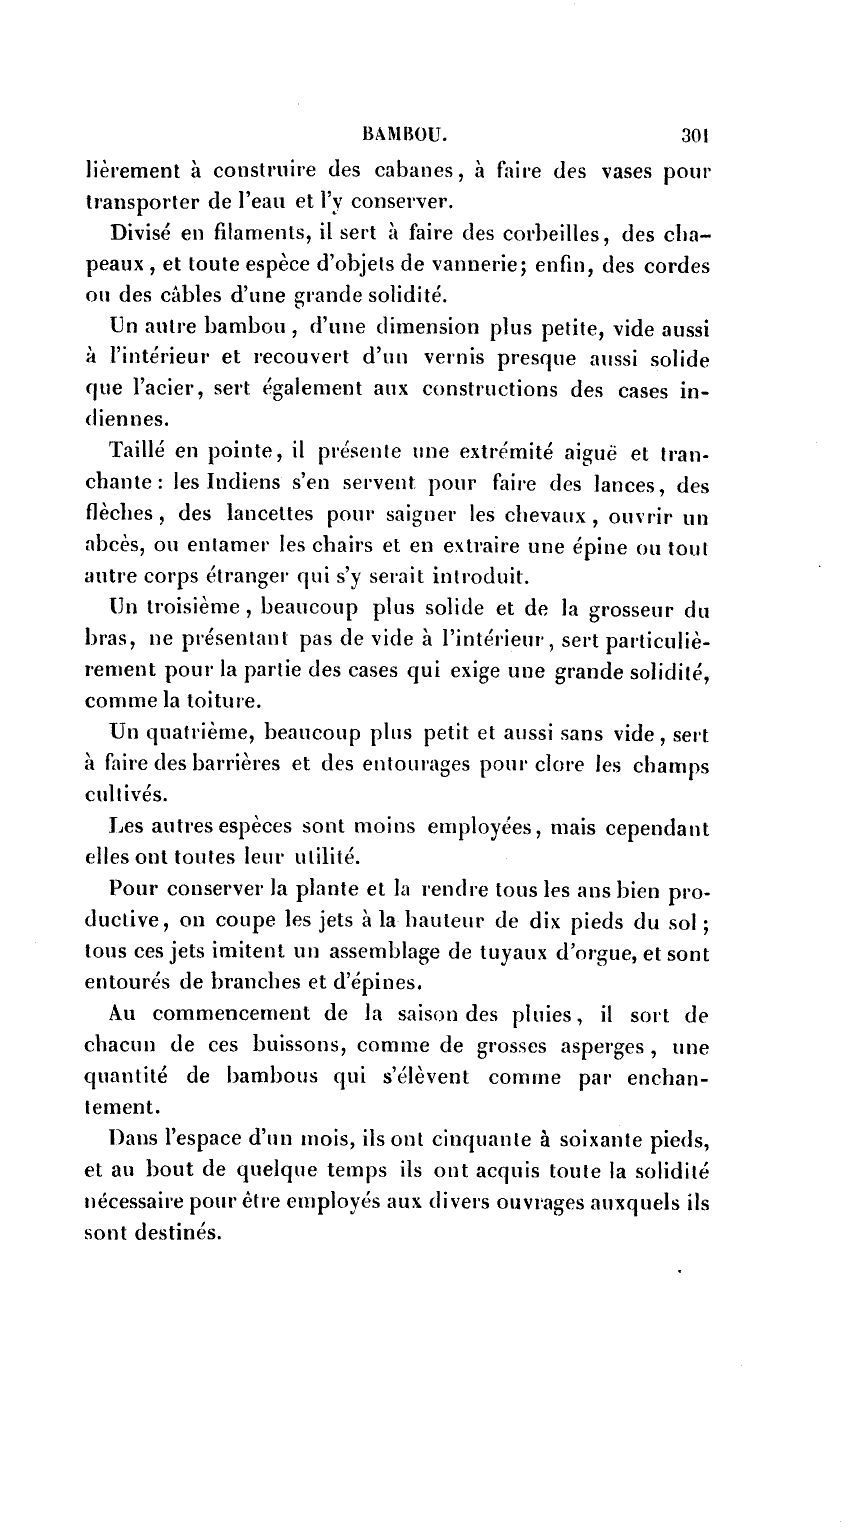 BAMBOU. 301
lièrement à construire des cabanes, à faire des vases pour
transporter de l'eau et l'y conserver.
Divisé en filaments, il sert à faire des corbeilles, des cha-
peaux, et toute espèce d'objets de vannerie; enfin, des cordes
ou des câbles d'une grande solidité.
Un autre bambou, d'une dimension plus petite, vide aussi
à l'intérieur et recouvert d'un vernis presque aussi solide
que l'acier, sert également aux constructions des cases in-
diennes.
Taillé en pointe, il présente une extrémité aiguë et tran-
chante: les Indiens s'en servent pour faire des lances, des
flèches, des lancettes pour saigner les chevaux, ouvrir un
abcès, ou entamer les chairs et en extraire une épine ou tout
autre corps étranger qui s'y serait introduit.
Un troisième, beaucoup plus solide et de la grosseur du
bras, ne présentant pas de vide à l'intérieur, sert particuliè-
rement pour la partie des cases qui exige une grande solidité,
comme la toiture.
Un quatrième, beaucoup plus petit et aussi sans vide, sert
à faire des barrières et des entourages pour clore les champs
cultivés.
Les autres espèces sont moins employées, mais cependant
elles ont toutes leur utilité.
Pour conserver la plante et la rendre tous les ans bien pro-
ductive, on coupe les jets à la hauteur de dix pieds du sol;
tous ces jets imitent un assemblage de tuyaux d'orgue, et sont
entourés de branches et d'épines.
Au commencement de la saison des pluies, il sort de
chacun de ces buissons, comme de grosses asperges, une
quantité de bambous qui s'élèvent comme par enchan-
tement.
Dans l'espace d'un mois, ils ont cinquante à soixante pieds,
et au bout de quelque temps ils ont acquis toute la solidité
nécessaire pour être employés aux divers ouvrages auxquels ils
sont destinés.